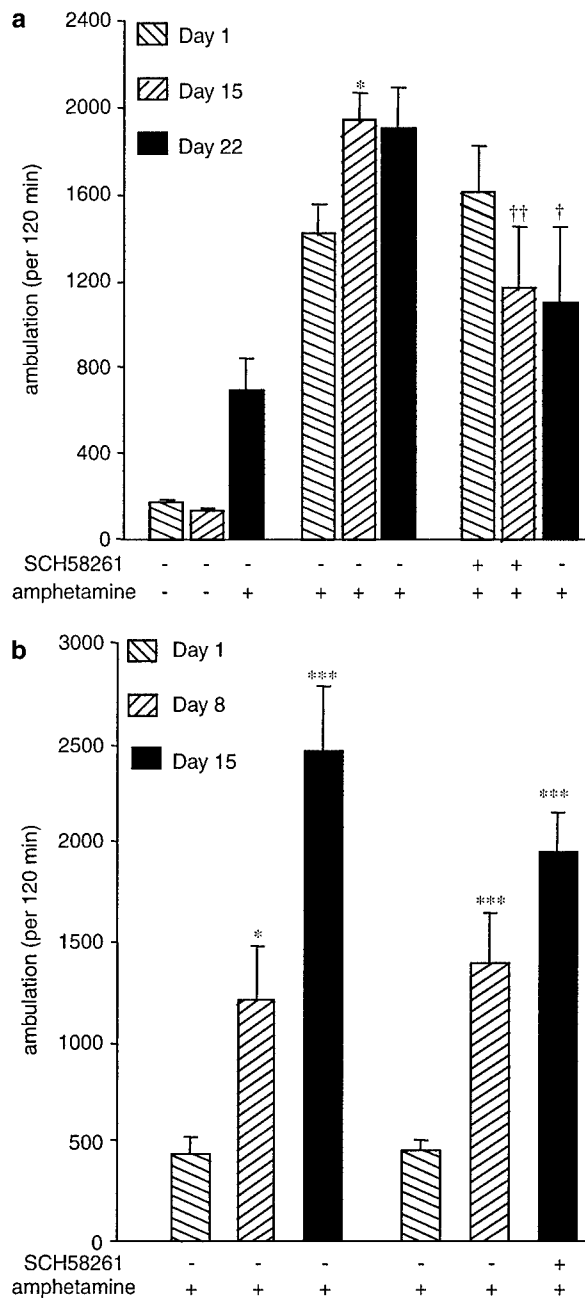 a
2400
2000
1600
1200
800
400
0
ambulation (per 120 min)
Day 1
Day 15
Day 22
*
††
†
SCH58261 - - - - - - + + -
amphetamine - - + + + + + + +
b
3000
2500
2000
1500
1000
500
0
ambulation (per 120 min)
Day 1
Day 8
Day 15
*
***
***
***
SCH58261 - - - - - +
amphetamine + + + + + +